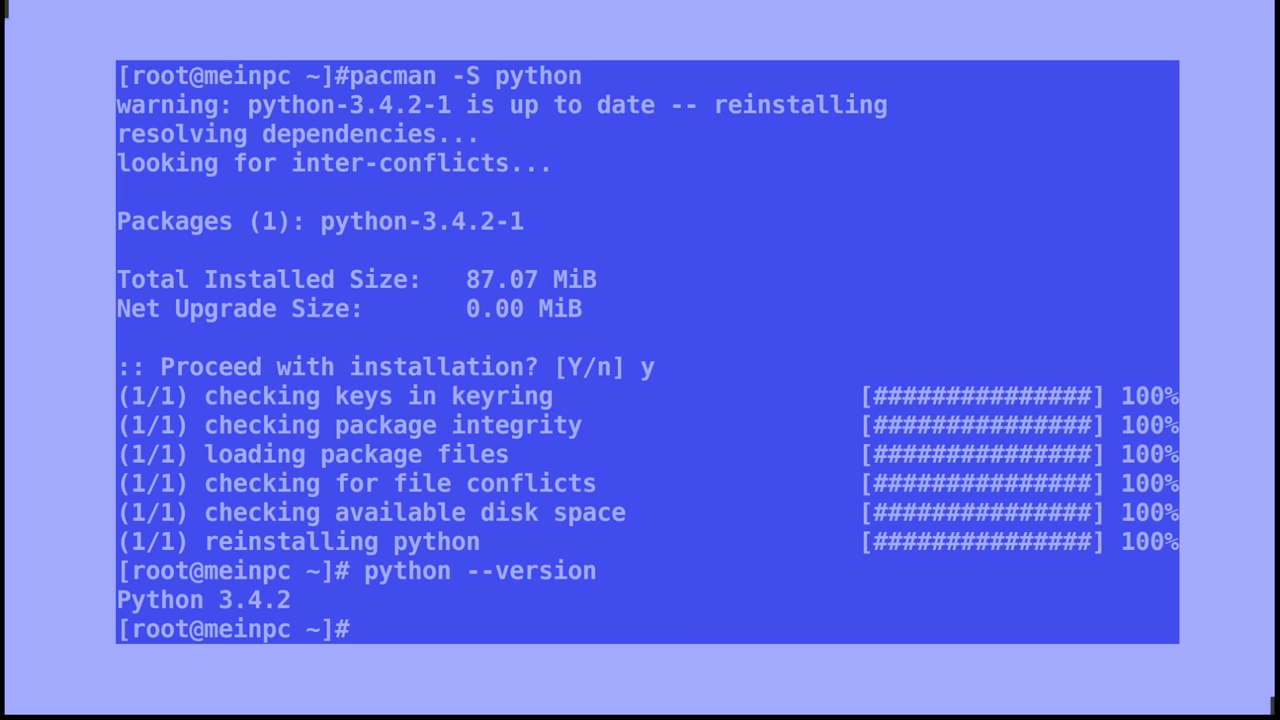 [root@meinpc ~]#pacman -S python
warning: python-3.4.2-1 is up to date -- reinstalling
resolving dependencies...
looking for inter-conflicts...
Packages (1): python-3.4.2-1
Total Installed Size:   87.07 MiB
Net Upgrade Size:       0.00 MiB
:: Proceed with installation? [Y/n] y
(1/1) checking keys in keyring                     [###############] 100%
(1/1) checking package integrity                   [###############] 100%
(1/1) loading package files                        [###############] 100%
(1/1) checking for file conflicts                  [###############] 100%
(1/1) checking available disk space                [###############] 100%
(1/1) reinstalling python                          [###############] 100%
[root@meinpc ~]# python --version
Python 3.4.2
[root@meinpc ~]#